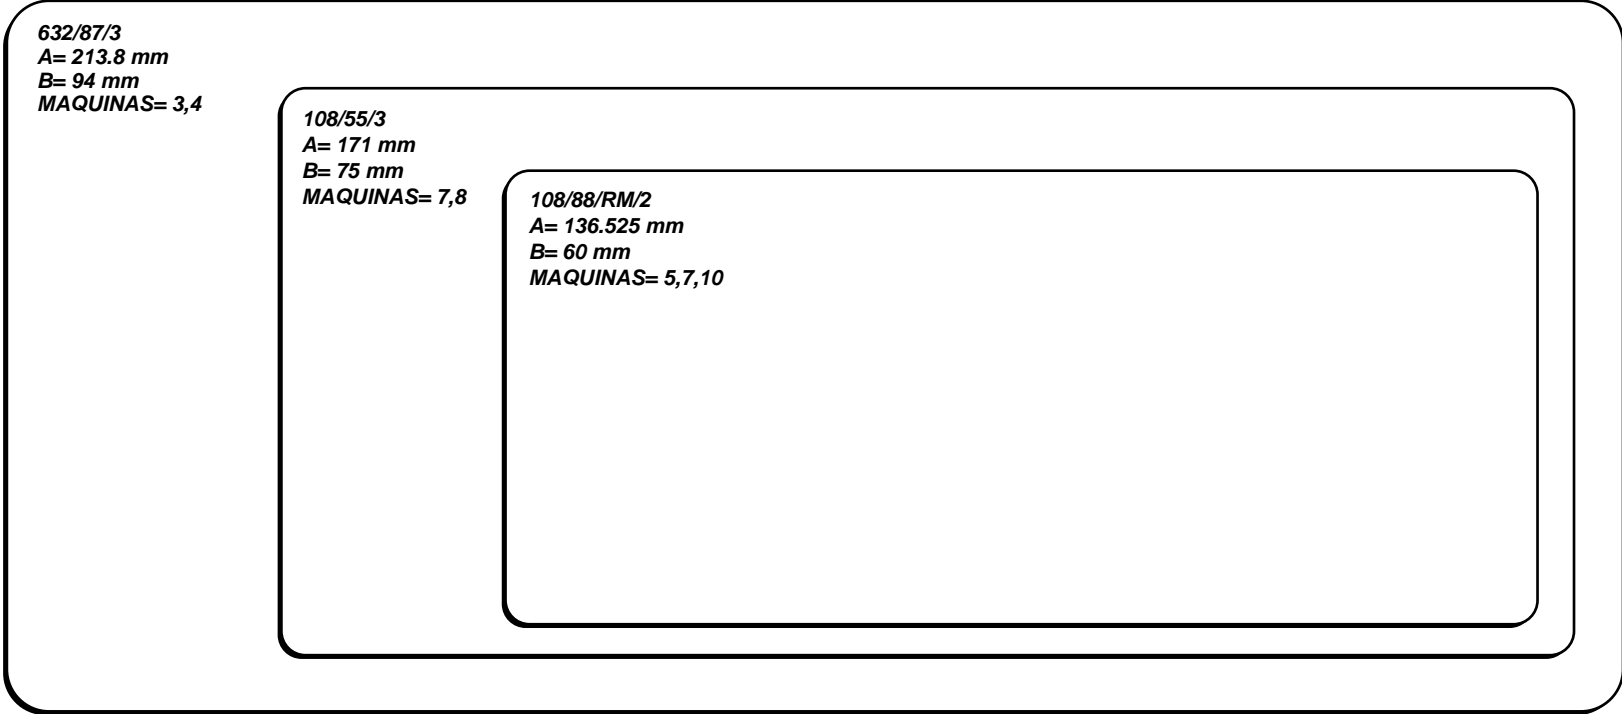 632/87/3
A= 213.8 mm
B= 94 mm
MAQUINAS= 3,4
108/55/3
A= 171 mm
B= 75 mm
MAQUINAS= 7,8
108/88/RM/2
A= 136.525 mm
B= 60 mm
MAQUINAS= 5,7,10